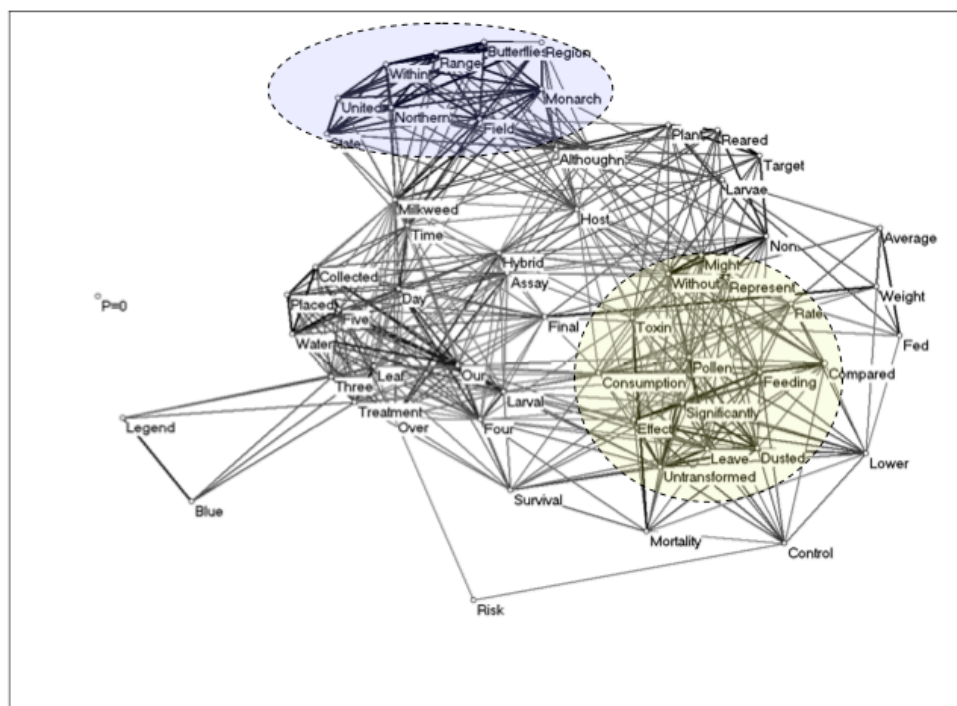 Butterflies Region
Range
Within
Monarch
United
Northern
Field
State
Plant
Reared
Althoughn
Target
Larvae
Milkweed
Host
Time
Average
Non
Hybrid
Might
Collected
Assay
Without
Represent
Weight
Placed
Day
P=0
Five
Final
Toxin
Rate
Water
Fed
Our
Pollen
Compared
Three
Leaf
Consumption
Feeding
Larval
Treatment
Significantly
Legend
Over
Four
Effect
Leave
Dusted
Lower
Untransformed
Survival
Blue
Mortality
Control
Risk